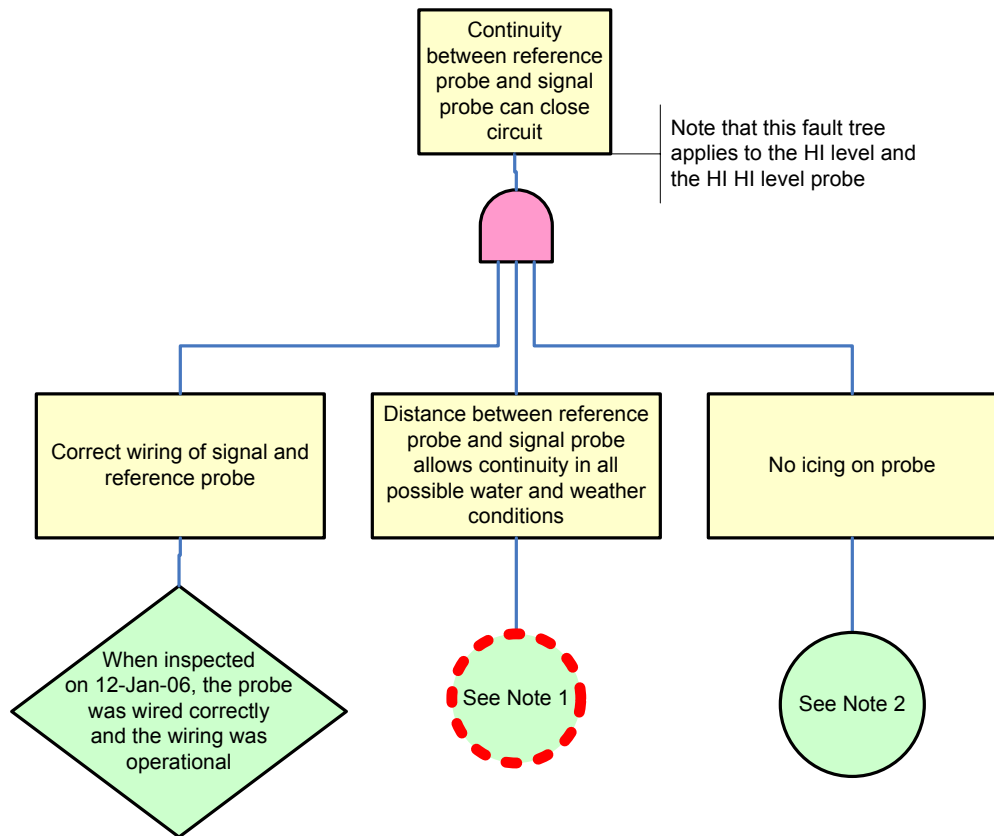 Continuity
between reference
probe and signal
probe can close
circuit
Note that this fault tree
applies to the HI level and
the HI HI level probe
Correct wiring of signal and
reference probe
Distance between reference
probe and signal probe
allows continuity in all
possible water and weather
conditions
No icing on probe
When inspected
on 12-Jan-06, the probe
was wired correctly
and the wiring was
operational
See Note 1
See Note 2